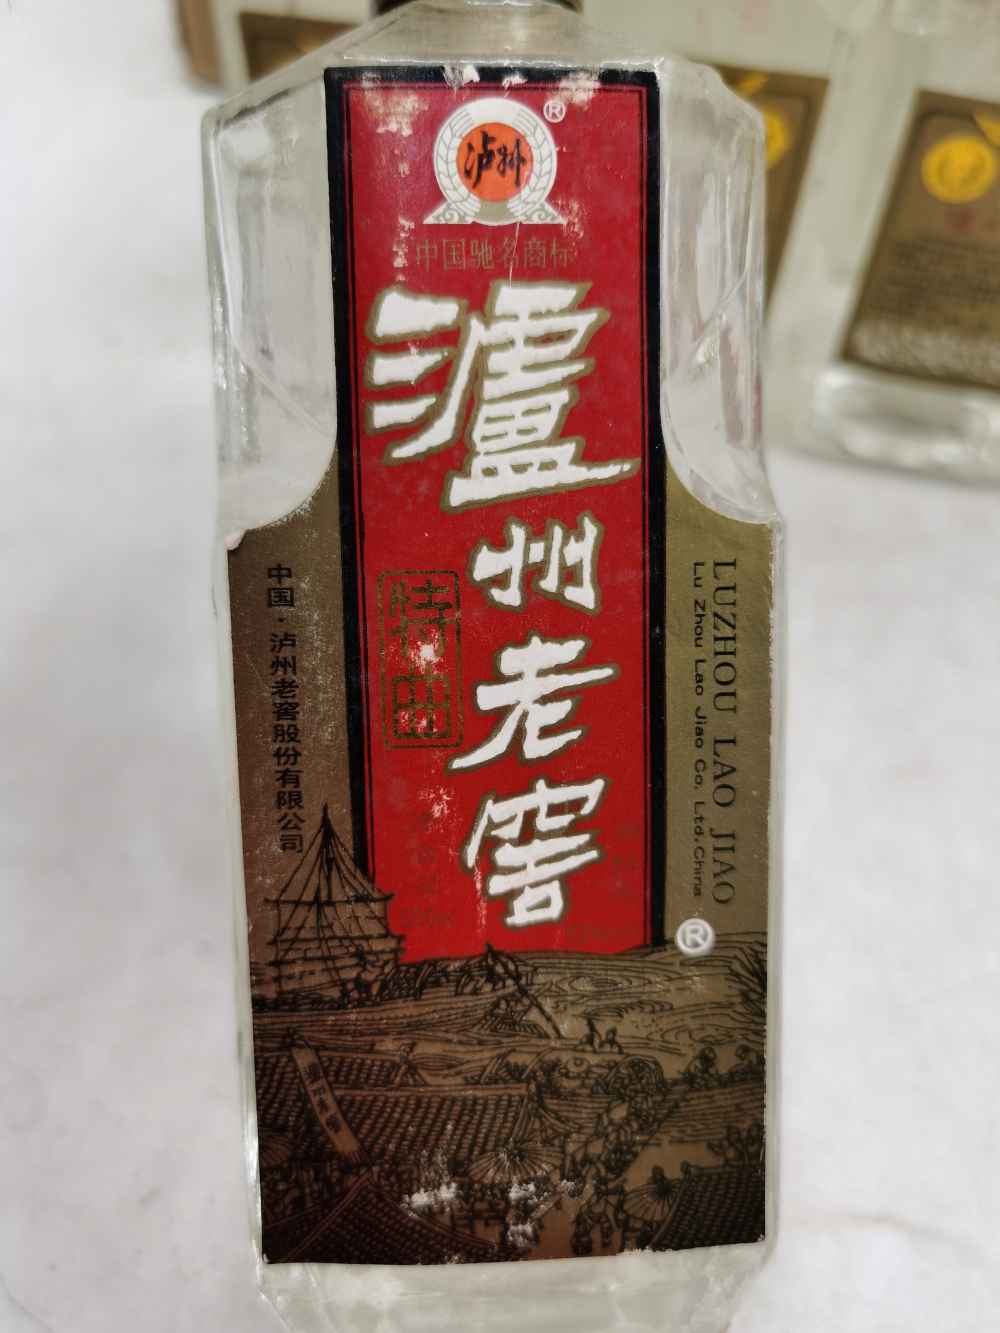 泸州
®
中国驰名商标
瀘州老窖
特曲
中国·泸州老窖股份有限公司
LUZHOU LAO JIAO
Lu Zhou Lao Jiao Co., Ltd. China
®